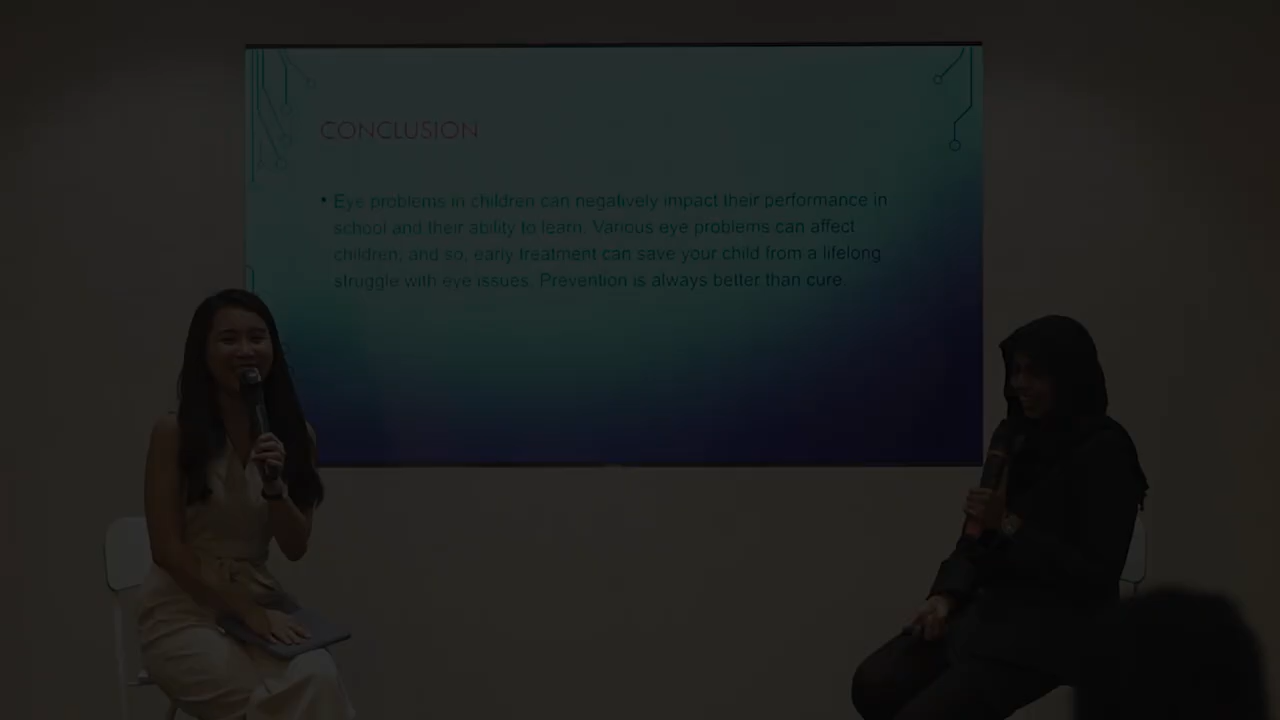 CONCLUSION
• Eye problems in children can negatively impact their performance in
school and their ability to learn. Various eye problems can affect
children, and so, early treatment can save your child from a lifelong
struggle with eye issues. Prevention is always better than cure.